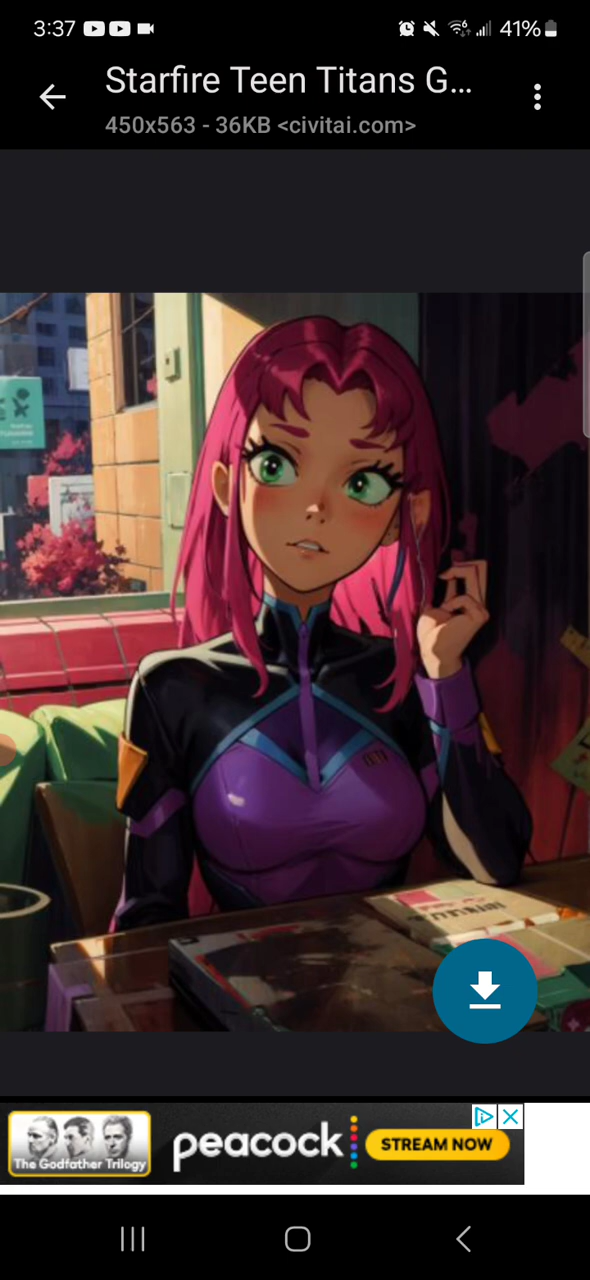 3:37
41%
Starfire Teen Titans G...
450x563 - 36KB <civitai.com>
The Godfather Trilogy
peacock
STREAM NOW